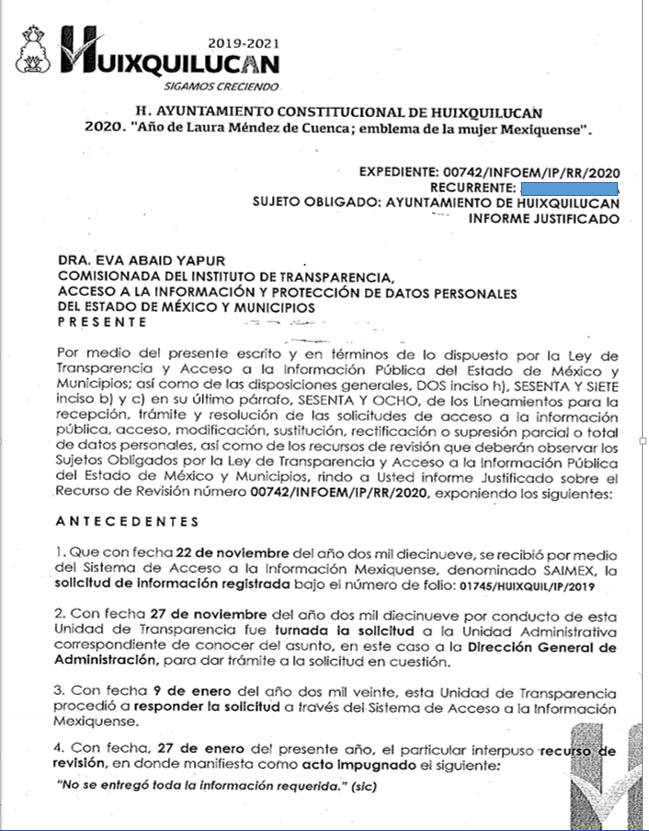 2019-2021
HUIXQUILUCAN
SIGAMOS CRECIENDO
H. AYUNTAMIENTO CONSTITUCIONAL DE HUIXQUILUCAN
2020. "Año de Laura Méndez de Cuenca; emblema de la mujer Mexiquense".
EXPEDIENTE: 00742/INFOEM/IP/RR/2020
RECURRENTE:
SUJETO OBLIGADO: AYUNTAMIENTO DE HUIXQUILUCAN
INFORME JUSTIFICADO
DRA. EVA ABAID YAPUR
COMISIONADA DEL INSTITUTO DE TRANSPARENCIA,
ACCESO A LA INFORMACIÓN Y PROTECCIÓN DE DATOS PERSONALES
DEL ESTADO DE MÉXICO Y MUNICIPIOS
P R E S E N T E
Por medio del presente escrito y en términos de lo dispuesto por la Ley de
Transparencia y Acceso a la Información Pública del Estado de México y
Municipios; así como de las disposiciones generales, DOS inciso h), SESENTA Y SIETE
inciso b) y c) en su último párrafo, SESENTA Y OCHO, de los Lineamientos para la
recepción, trámite y resolución de las solicitudes de acceso a la información
pública, acceso, modificación, sustitución, rectificación o supresión parcial o total
de datos personales, así como de los recursos de revisión que deberán observar los
Sujetos Obligados por la Ley de Transparencia y Acceso a la Información Pública
del Estado de México y Municipios, rindo a Usted informe Justificado sobre el
Recurso de Revisión número 00742/INFOEM/IP/RR/2020, exponiendo los siguientes:
A N T E C E D E N T E S
1. Que con fecha 22 de noviembre del año dos mil diecinueve, se recibió por medio
del Sistema de Acceso a la Información Mexiquense, denominado SAIMEX, la
solicitud de información registrada bajo el número de folio: 01745/HUIXQUIL/IP/2019
2. Con fecha 27 de noviembre del año dos mil diecinueve por conducto de esta
Unidad de Transparencia fue turnada la solicitud a la Unidad Administrativa
correspondiente de conocer del asunto, en este caso a la Dirección General de
Administración, para dar trámite a la solicitud en cuestión.
3. Con fecha 9 de enero del año dos mil veinte, esta Unidad de Transparencia
procedió a responder la solicitud a través del Sistema de Acceso a la Información
Mexiquense.
4. Con fecha, 27 de enero del presente año, el particular interpuso recurso de
revisión, en donde manifiesta como acto impugnado el siguiente:
"No se entregó toda la información requerida." (sic)